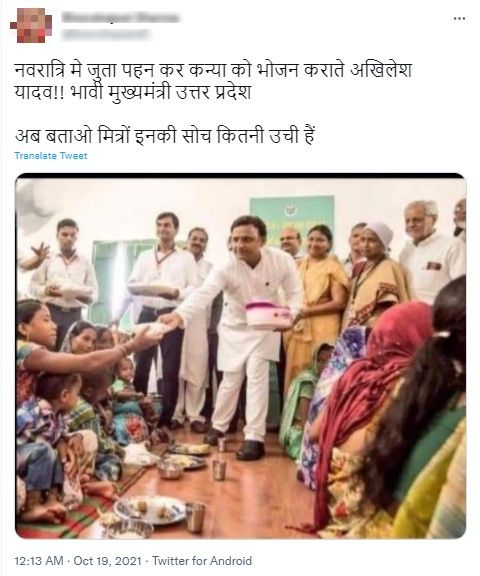 नवरात्रि मे जुता पहन कर कन्या को भोजन कराते अखिलेश
यादव!! भावी मुख्यमंत्री उत्तर प्रदेश
अब बताओ मित्रों इनकी सोच कितनी उची हैं
Translate Tweet
12:13 AM · Oct 19, 2021 · Twitter for Android